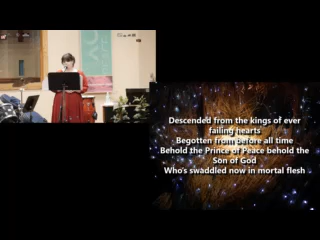 Descended from the kings of ever
failing hearts
Begotten from before all time
Behold the Prince of Peace behold the
Son of God
Who's swaddled now in mortal flesh